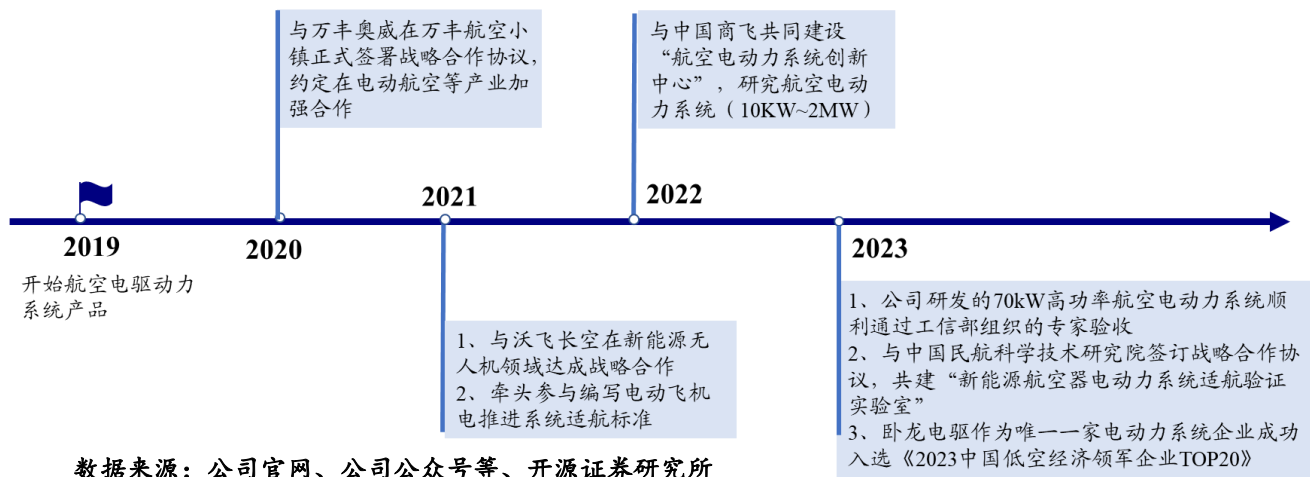 与万丰奥威在万丰航空小
镇正式签署战略合作协议，
约定在电动航空等产业加
强合作
与中国商飞共同建设
“航空电动力系统创新
中心”，研究航空电动
力系统（10KW~2MW）
2019
开始航空电驱动力
系统产品
2020
2021
1、与沃飞长空在新能源无
人机领域达成战略合作
2、牵头参与编写电动飞机
电推进系统适航标准
2022
2023
1、公司研发的70kW高功率航空电动力系统顺
利通过工信部组织的专家验收
2、与中国民航科学技术研究院签订战略合作协
议，共建“新能源航空器电动力系统适航验证
实验室”
3、卧龙电驱作为唯一一家电动力系统企业成功
入选《2023中国低空经济领军企业TOP20》
数据来源：公司官网、公司公众号等、开源证券研究所